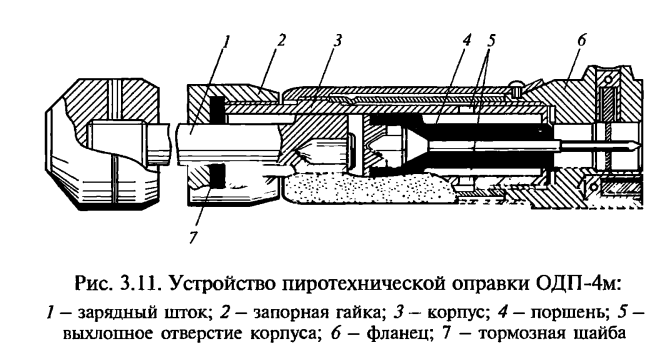 1 2 3 4 5 6
7
Рис. 3.11. Устройство пиротехнической оправки ОДП-4м:
1 – зарядный шток; 2 – запорная гайка; 3 – корпус; 4 – поршень; 5 –
выхлопное отверстие корпуса; 6 – фланец; 7 – тормозная шайба